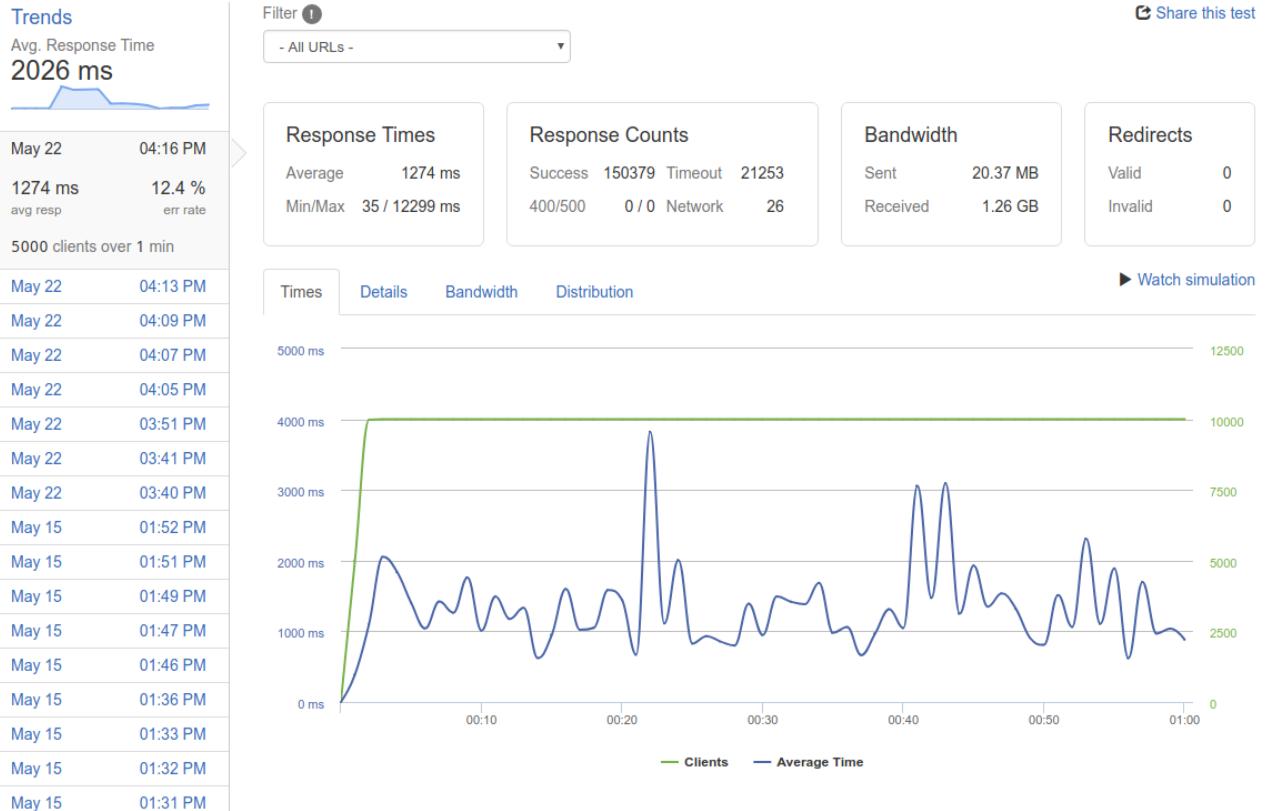 Trends
Avg. Response Time
2026 ms
May 22 04:16 PM
1274 ms 12.4 %
avg resp err rate
5000 clients over 1 min
May 22 04:13 PM
May 22 04:09 PM
May 22 04:07 PM
May 22 04:05 PM
May 22 03:51 PM
May 22 03:41 PM
May 22 03:40 PM
May 15 01:52 PM
May 15 01:51 PM
May 15 01:49 PM
May 15 01:47 PM
May 15 01:46 PM
May 15 01:36 PM
May 15 01:33 PM
May 15 01:32 PM
May 15 01:31 PM
Filter !
Share this test
- All URLs -
Response Times
Average 1274 ms
Min/Max 35 / 12299 ms
Response Counts
Success 150379 Timeout 21253
400/500 0 / 0 Network 26
Bandwidth
Sent 20.37 MB
Received 1.26 GB
Redirects
Valid 0
Invalid 0
Times Details Bandwidth Distribution
Watch simulation
5000 ms 12500
4000 ms 10000
3000 ms 7500
2000 ms 5000
1000 ms 2500
0 ms 0
00:10 00:20 00:30 00:40 00:50 01:00
Clients Average Time